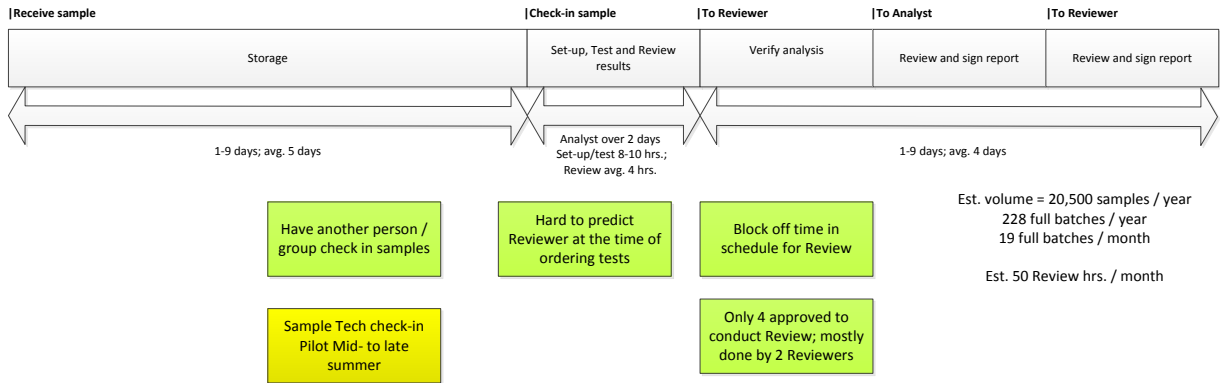 |Receive sample
|Check-in sample
|To Reviewer
|To Analyst
|To Reviewer
Storage
Set-up, Test and Review
results
Verify analysis
Review and sign report
Review and sign report
1-9 days; avg. 5 days
Analyst over 2 days
Set-up/test 8-10 hrs.;
Review avg. 4 hrs.
1-9 days; avg. 4 days
Have another person /
group check in samples
Hard to predict
Reviewer at the time of
ordering tests
Block off time in
schedule for Review
Est. volume = 20,500 samples / year
228 full batches / year
19 full batches / month
Est. 50 Review hrs. / month
Sample Tech check-in
Pilot Mid- to late
summer
Only 4 approved to
conduct Review; mostly
done by 2 Reviewers